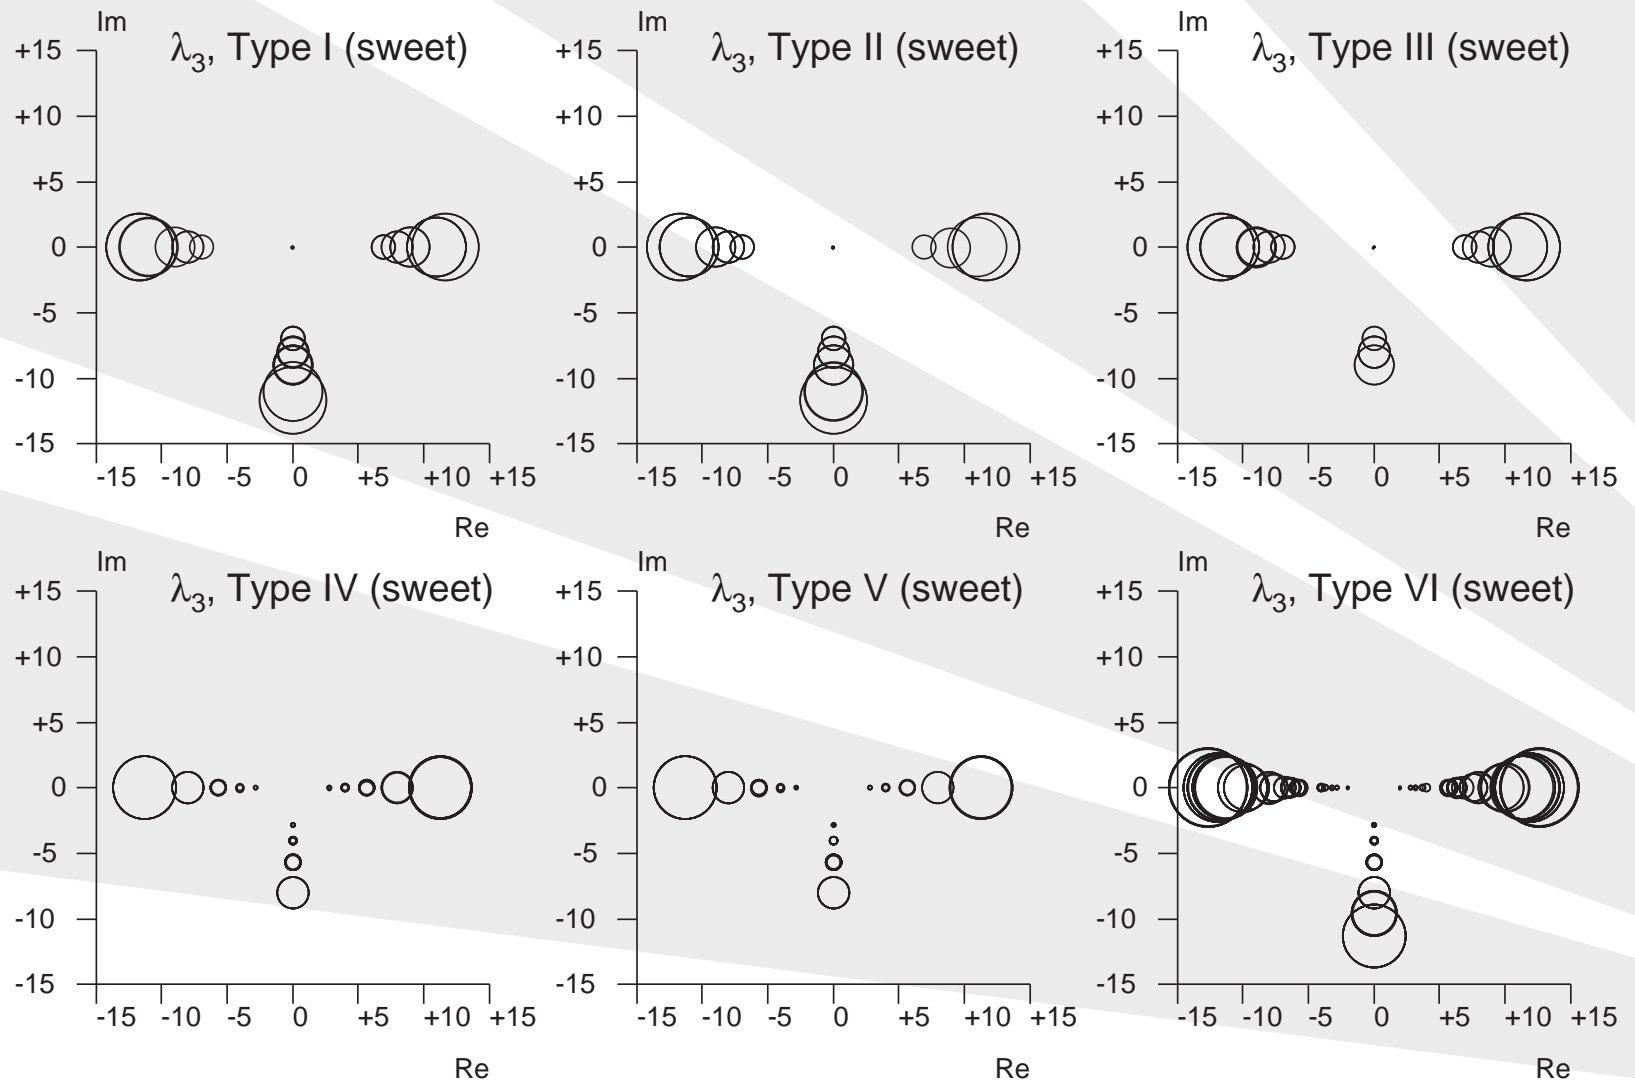 Im
λ3, Type I (sweet)
+15
+10
+5
0
-5
-10
-15
-15 -10 -5 0 +5 +10 +15
Re
Im
λ3, Type II (sweet)
+15
+10
+5
0
-5
-10
-15
-15 -10 -5 0 +5 +10 +15
Re
Im
λ3, Type III (sweet)
+15
+10
+5
0
-5
-10
-15
-15 -10 -5 0 +5 +10 +15
Re
Im
λ3, Type IV (sweet)
+15
+10
+5
0
-5
-10
-15
-15 -10 -5 0 +5 +10 +15
Re
Im
λ3, Type V (sweet)
+15
+10
+5
0
-5
-10
-15
-15 -10 -5 0 +5 +10 +15
Re
Im
λ3, Type VI (sweet)
+15
+10
+5
0
-5
-10
-15
-15 -10 -5 0 +5 +10 +15
Re